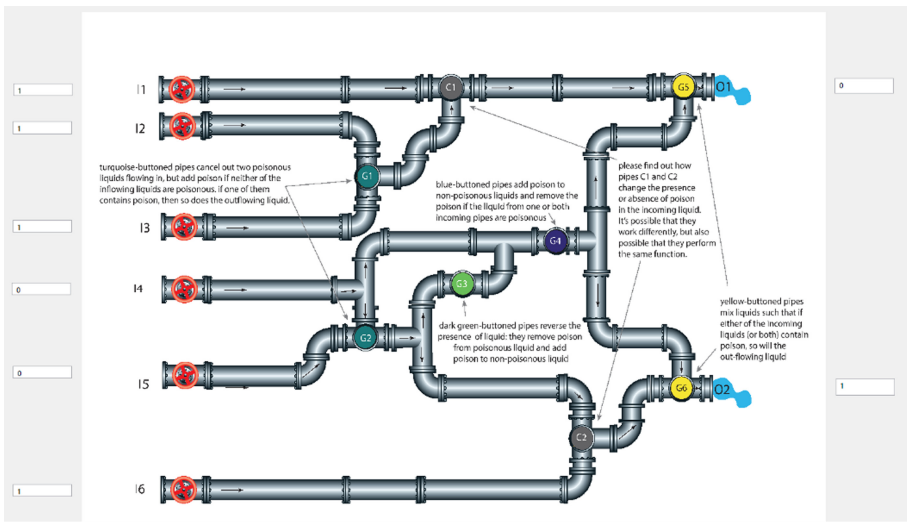 I1
1
C1
G5
O1
0
I2
1
turquoise-buttoned pipes cancel out two poisonous
liquids flowing in, but add poison if neither of the
inflowing liquids are poisonous. if one of them
contains poison, then so does the outflowing liquid.
G1
blue-buttoned pipes add poison to
non-poisonous liquids and remove the
poison if the liquid from one or both
incoming pipes are poisonous
please find out how
pipes C1 and C2
change the presence
or absence of poison
in the incoming liquid.
It's possible that they
work differently, but also
possible that they perform
the same function.
I3
1
G4
I4
0
G3
dark green-buttoned pipes reverse the
presence of liquid: they remove poison
from poisonous liquid and add
poison to non-poisonous liquid
yellow-buttoned pipes
mix liquids such that if
either of the incoming
liquids (or both) contain
poison, so will the
out-flowing liquid
G2
I5
0
G6
O2
1
C2
I6
1